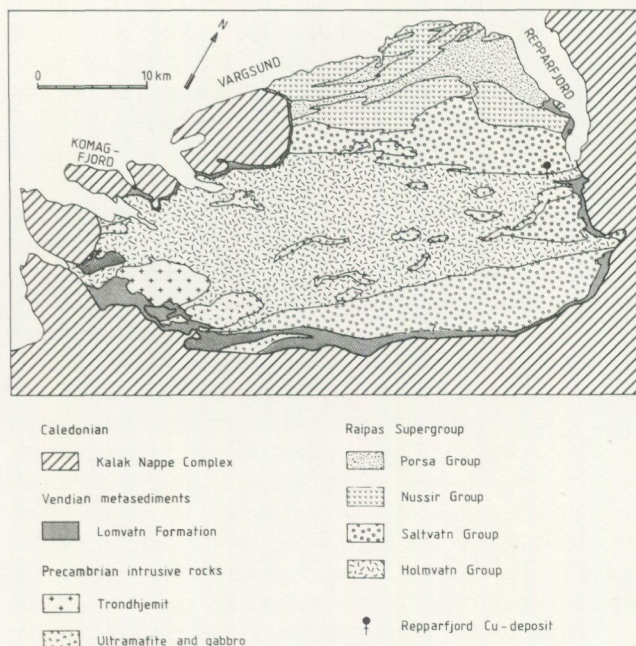 N
0
10 km
VARGSUND
REPPARFJORD
KOMAG-
FJORD
Caledonian
Kalak Nappe Complex
Vendian metasediments
Lomvatn Formation
Precambrian intrusive rocks
Trondhjemit
Ultramafite and gabbro
Raipas Supergroup
Porsa Group
Nussir Group
Saltvatn Group
Holmvatn Group
Repparfjord Cu-deposit